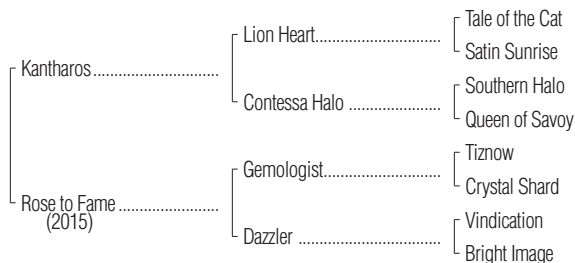 Tale of the Cat
Lion Heart
Satin Sunrise
Kantharos
Southern Halo
Contessa Halo
Queen of Savoy
Tiznow
Gemologist
Crystal Shard
Rose to Fame
(2015)
Vindication
Dazzler
Bright Image